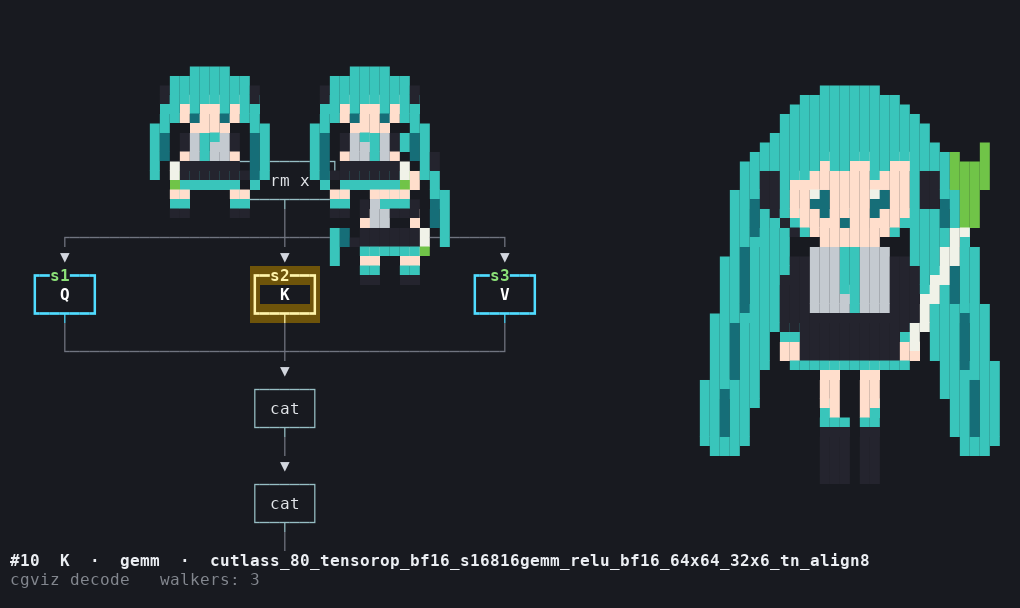 rm x
s1 s2 s3
Q K V
cat
cat
#10 K · gemm · cutlass_80_tensorop_bf16_s16816gemm_relu_bf16_64x64_32x6_tn_align8
cgviz decode walkers: 3